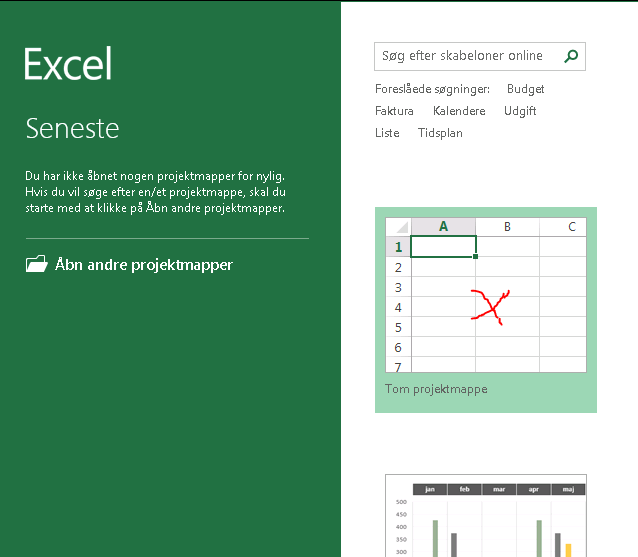 Excel
Seneste
Du har ikke åbnet nogen projektmapper for nylig.
Hvis du vil søge efter en/et projektmappe, skal du
starte med at klikke på Åbn andre projektmapper.
Åbn andre projektmapper
Søg efter skabeloner online
Foreslåede søgninger: Budget
Faktura Kalendere Udgift
Liste Tidsplan
A B C
1
2
3
4
5
6
7
Tom projektmappe
jan feb mar apr maj
500
450
400
350
300